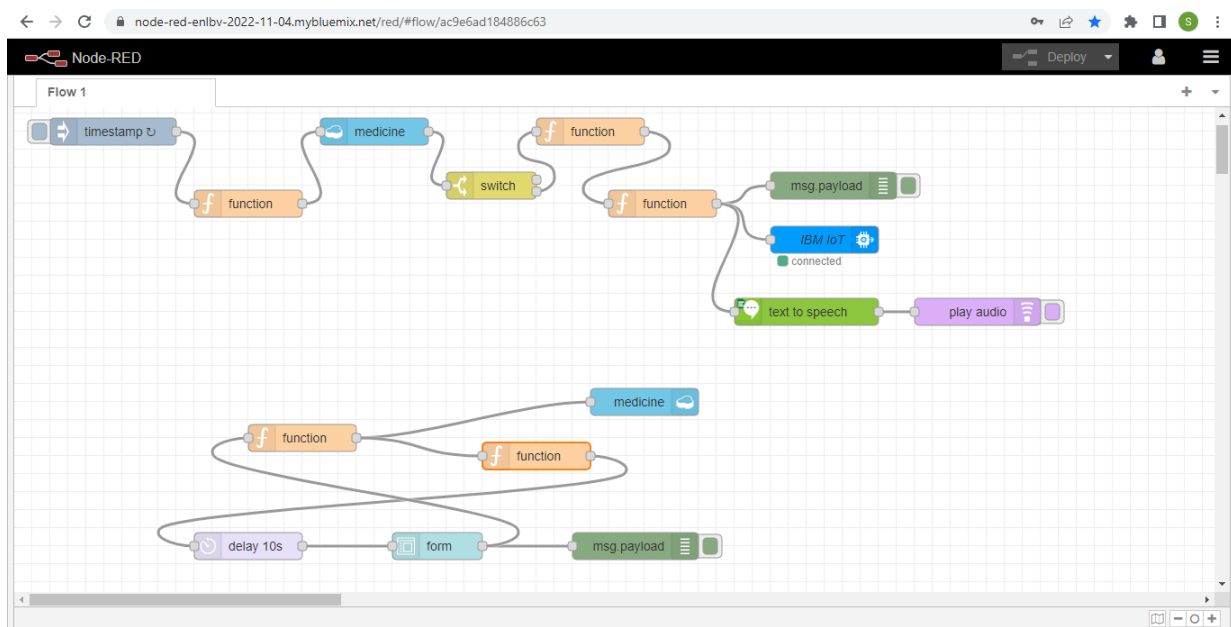 node-red-enlbv-2022-11-04.mybluemix.net/red/#flow/ac9e6ad184886c63
S
Node-RED
Deploy
Flow 1
timestamp ↻
medicine
function
switch
function
function
msg.payload
IBM IoT
connected
text to speech
play audio
medicine
function
function
delay 10s
form
msg.payload